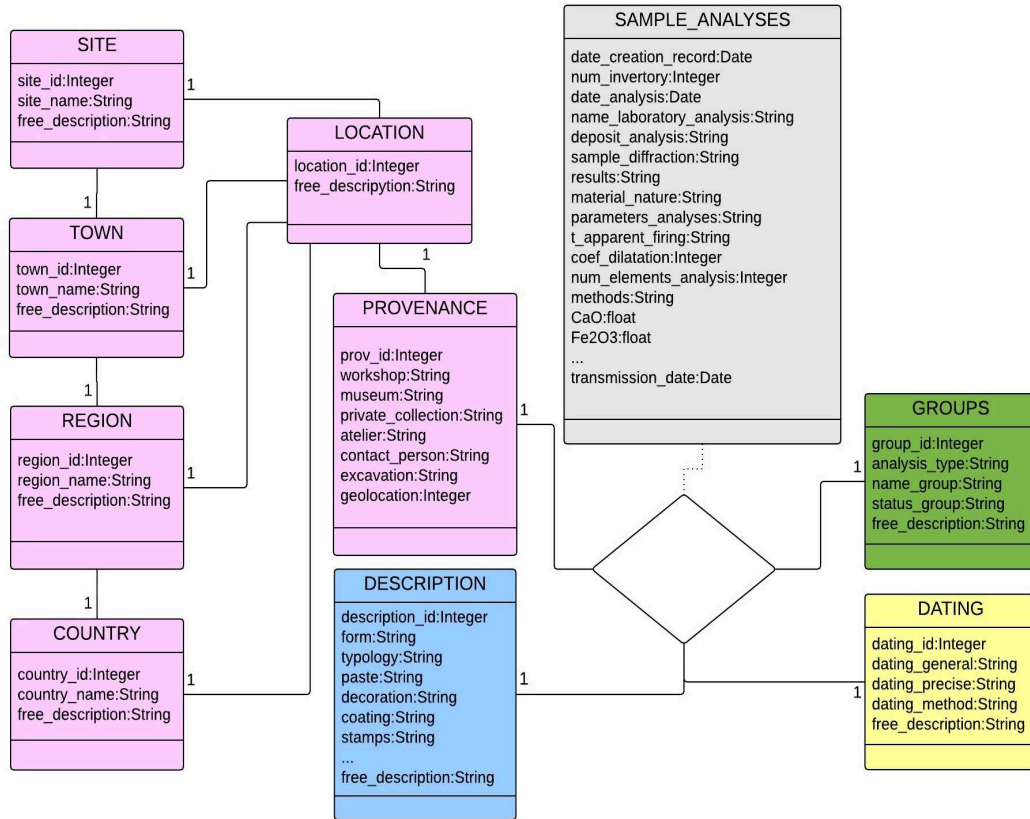 SITE
site_id:Integer
site_name:String
free_description:String
1
1
TOWN
town_id:Integer
town_name:String
free_description:String
1
1
REGION
region_id:Integer
region_name:String
free_description:String
1
1
COUNTRY
country_id:Integer
country_name:String
free_description:String
1
LOCATION
location_id:Integer
free_descripytion:String
1
PROVENANCE
prov_id:Integer
workshop:String
museum:String
private_collection:String
atelier:String
contact_person:String
excavation:String
geolocation:Integer
1
DESCRIPTION
description_id:Integer
form:String
typology:String
paste:String
decoration:String
coating:String
stamps:String
...
free_description:String
1
SAMPLE_ANALYSES
date_creation_record:Date
num_invertory:Integer
date_analysis:Date
name_laboratory_analysis:String
deposit_analysis:String
sample_diffraction:String
results:String
material_nature:String
parameters_analyses:String
t_apparent_firing:String
coef_dilatation:Integer
num_elements_analysis:Integer
methods:String
CaO:float
Fe2O3:float
...
transmission_date:Date
GROUPS
group_id:Integer
analysis_type:String
name_group:String
status_group:String
free_description:String
1
DATING
dating_id:Integer
dating_general:String
dating_precise:String
dating_method:String
free_description:String
1